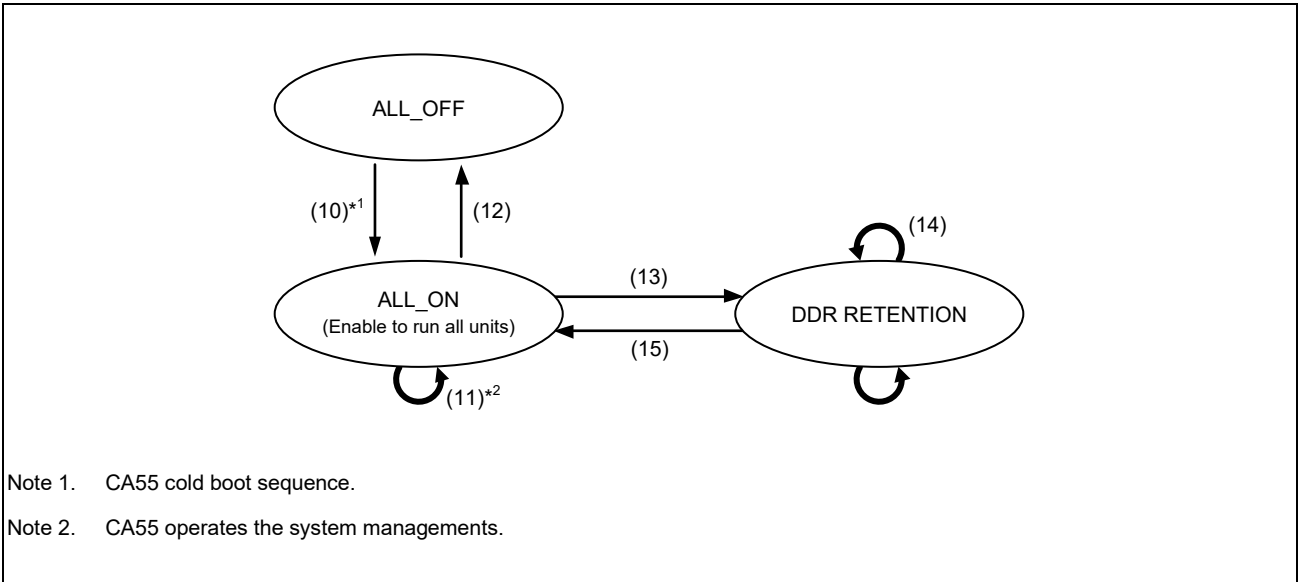 ALL_OFF
(10)*1
(12)
(14)
(13)
ALL_ON
(Enable to run all units)
DDR RETENTION
(15)
(11)*2
Note 1. CA55 cold boot sequence.
Note 2. CA55 operates the system managements.